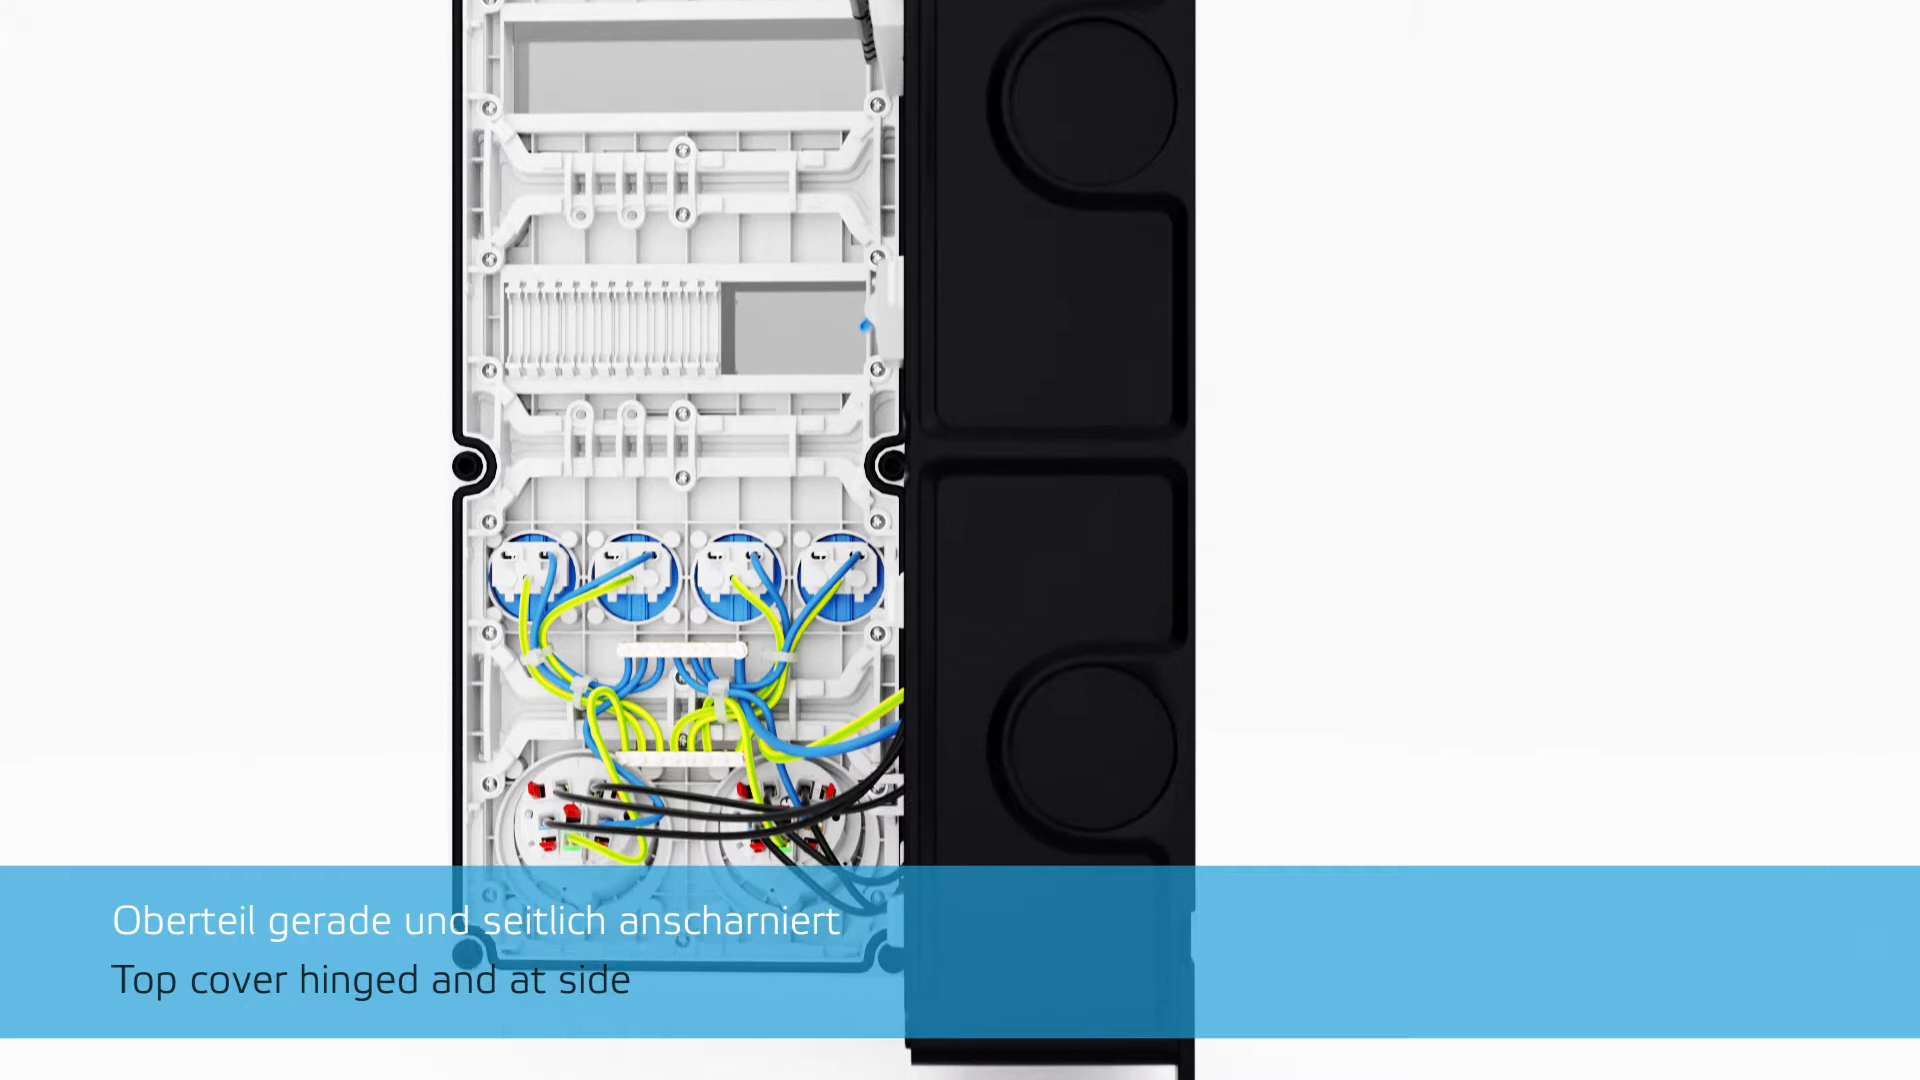 Oberteil gerade und seitlich anscharniert
Top cover hinged and at side